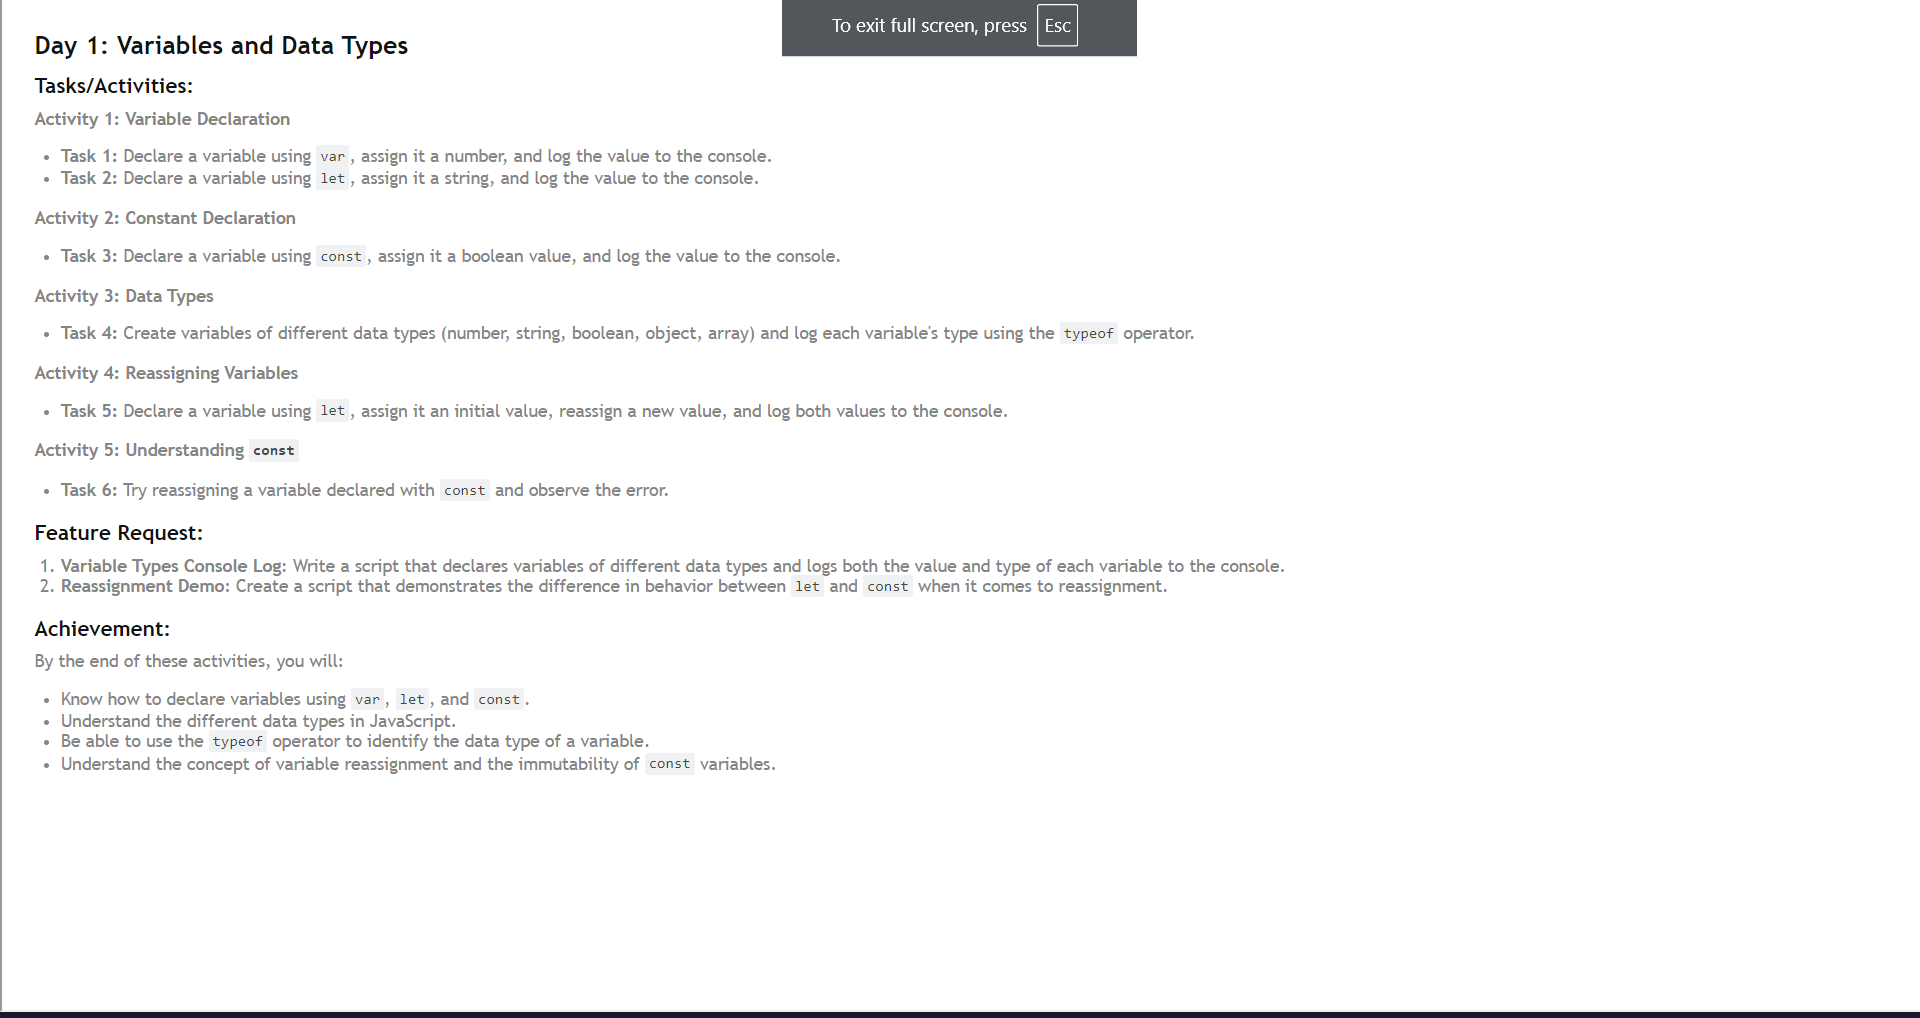 To exit full screen, press Esc
Day 1: Variables and Data Types
Tasks/Activities:
Activity 1: Variable Declaration
• Task 1: Declare a variable using var, assign it a number, and log the value to the console.
• Task 2: Declare a variable using let, assign it a string, and log the value to the console.
Activity 2: Constant Declaration
• Task 3: Declare a variable using const, assign it a boolean value, and log the value to the console.
Activity 3: Data Types
• Task 4: Create variables of different data types (number, string, boolean, object, array) and log each variable's type using the typeof operator.
Activity 4: Reassigning Variables
• Task 5: Declare a variable using let, assign it an initial value, reassign a new value, and log both values to the console.
Activity 5: Understanding const
• Task 6: Try reassigning a variable declared with const and observe the error.
Feature Request:
1. Variable Types Console Log: Write a script that declares variables of different data types and logs both the value and type of each variable to the console.
2. Reassignment Demo: Create a script that demonstrates the difference in behavior between let and const when it comes to reassignment.
Achievement:
By the end of these activities, you will:
• Know how to declare variables using var, let, and const.
• Understand the different data types in JavaScript.
• Be able to use the typeof operator to identify the data type of a variable.
• Understand the concept of variable reassignment and the immutability of const variables.